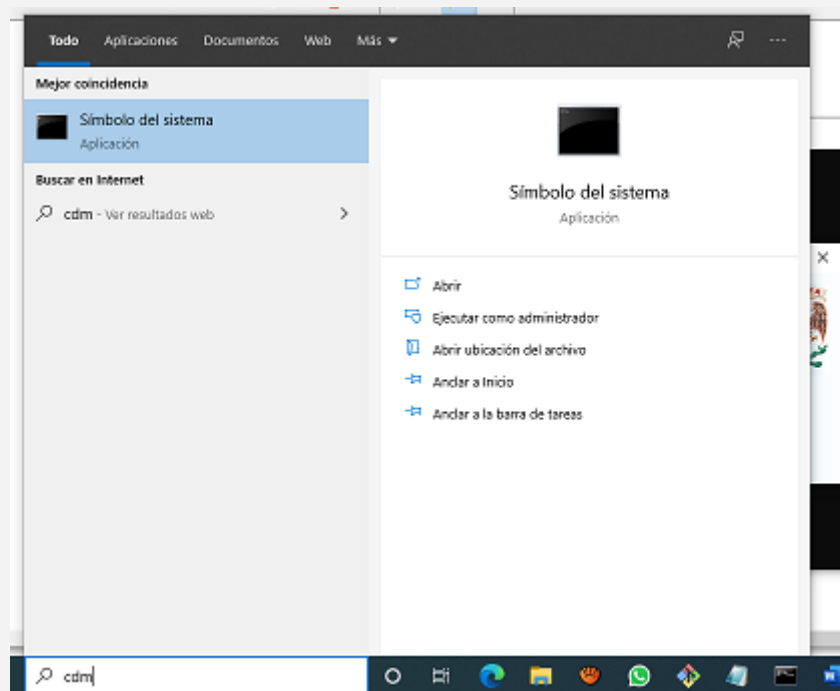 Todo Aplicaciones Documentos Web Más
Mejor coincidencia
Símbolo del sistema
Aplicación
Buscar en Internet
cdm - Ver resultados web
Símbolo del sistema
Aplicación
Abrir
Ejecutar como administrador
Abrir ubicación del archivo
Anclar a Inicio
Anclar a la barra de tareas
cdm